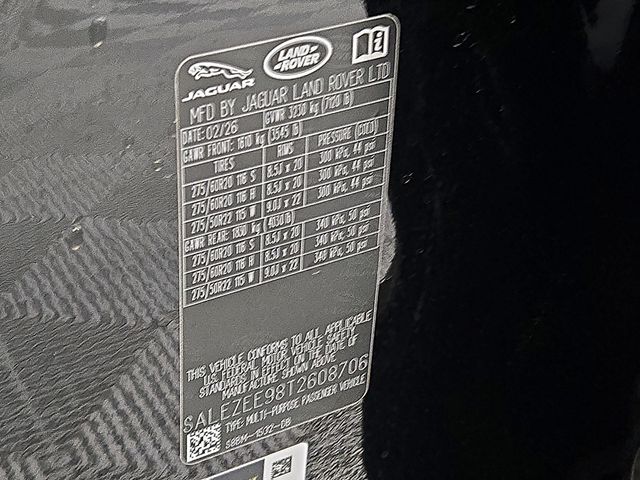 JAGUAR
LAND ROVER
i
MFD BY JAGUAR LAND ROVER LTD
DATE: 02/26 GVWR 3230 kg (7120 lb)
GAWR FRONT: 1610 kg (3545 lb)
TIRES RIMS PRESSURE (COLD)
275/60R20 116 S 8.5J x 20 300 kPa, 44 psi
275/60R20 116 H 8.5J x 20 300 kPa, 44 psi
275/50R22 115 W 9.0J x 22 300 kPa, 44 psi
GAWR REAR: 1830 kg (4030lb)
275/60R20 116 S 8.5J x 20 340 kPa, 50 psi
275/60R20 116 H 8.5J x 20 340 kPa, 50 psi
275/50R22 115 W 9.0J x 22 340 kPa, 50 psi
THIS VEHICLE CONFORMS TO ALL APPLICABLE
U.S. FEDERAL MOTOR VEHICLE SAFETY
STANDARDS IN EFFECT ON THE DATE OF
MANUFACTURE SHOWN ABOVE.
SALEZEE98T2608706
TYPE: MULTI-PURPOSE PASSENGER VEHICLE
S8BM-1532-DB